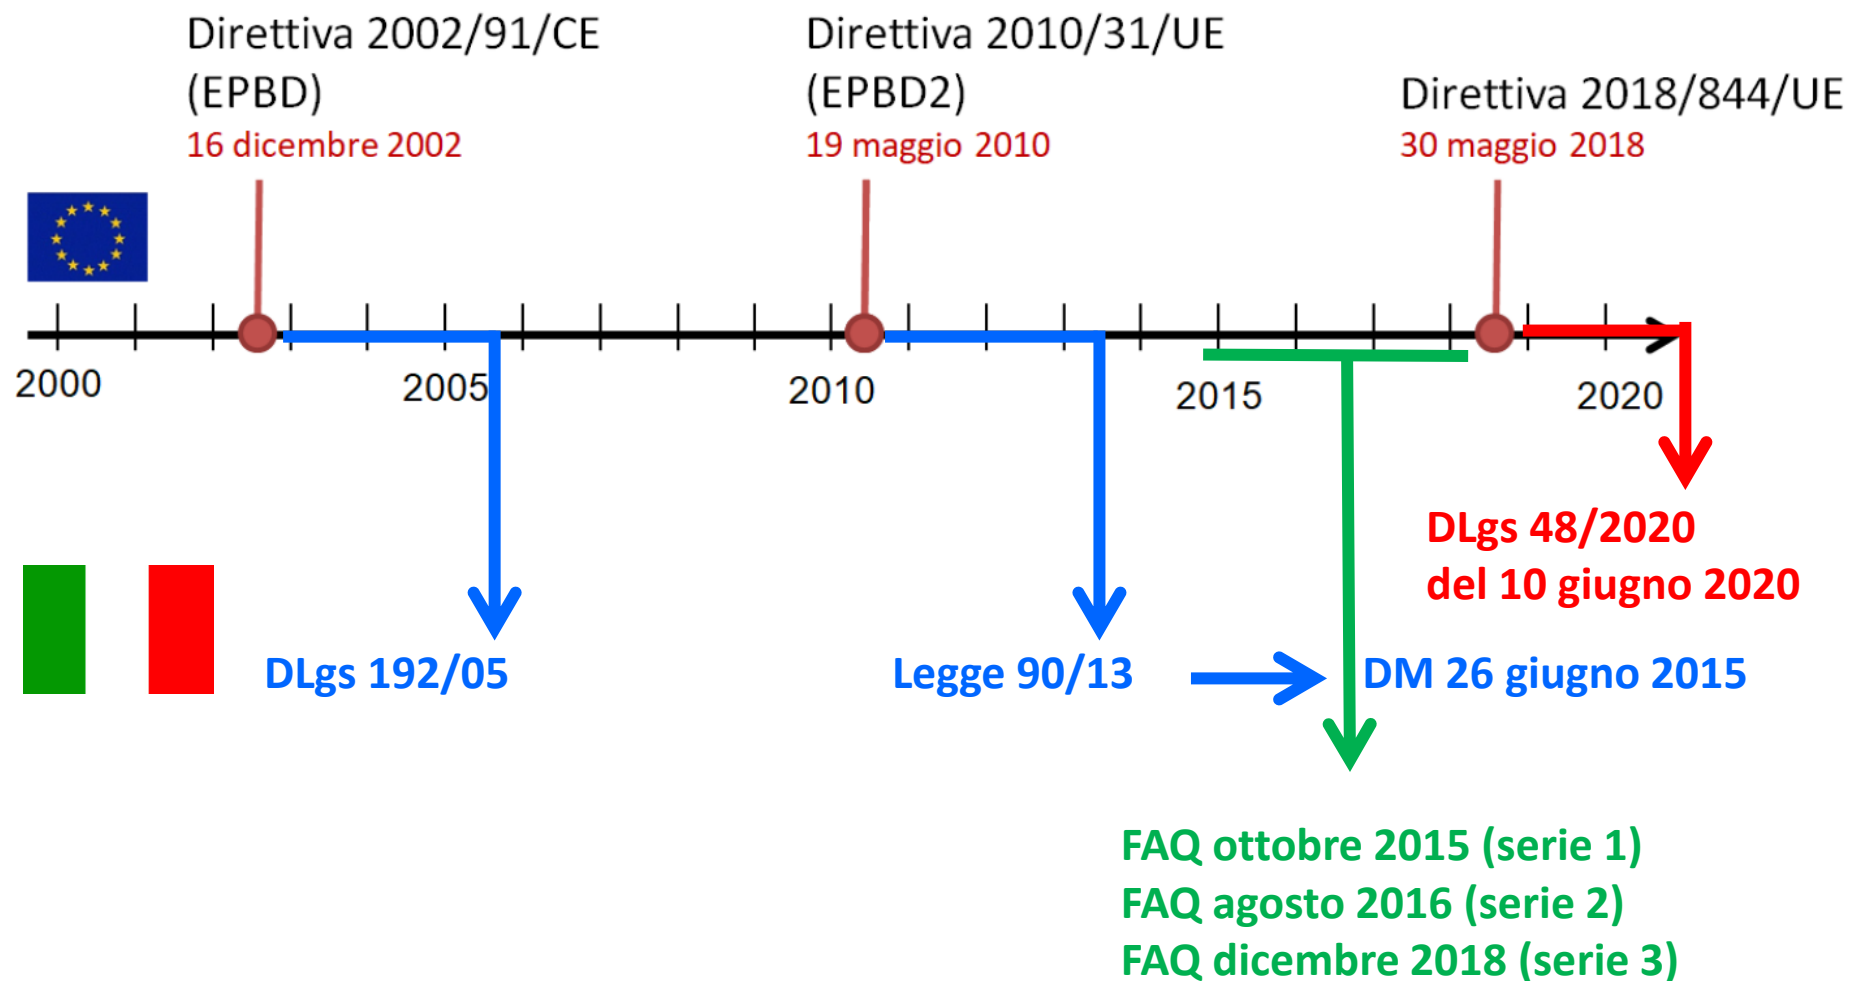 Direttiva 2002/91/CE
(EPBD)
16 dicembre 2002
Direttiva 2010/31/UE
(EPBD2)
19 maggio 2010
Direttiva 2018/844/UE
30 maggio 2018
2000
2005
2010
2015
2020
DLgs 48/2020
del 10 giugno 2020
DLgs 192/05
Legge 90/13
DM 26 giugno 2015
FAQ ottobre 2015 (serie 1)
FAQ agosto 2016 (serie 2)
FAQ dicembre 2018 (serie 3)